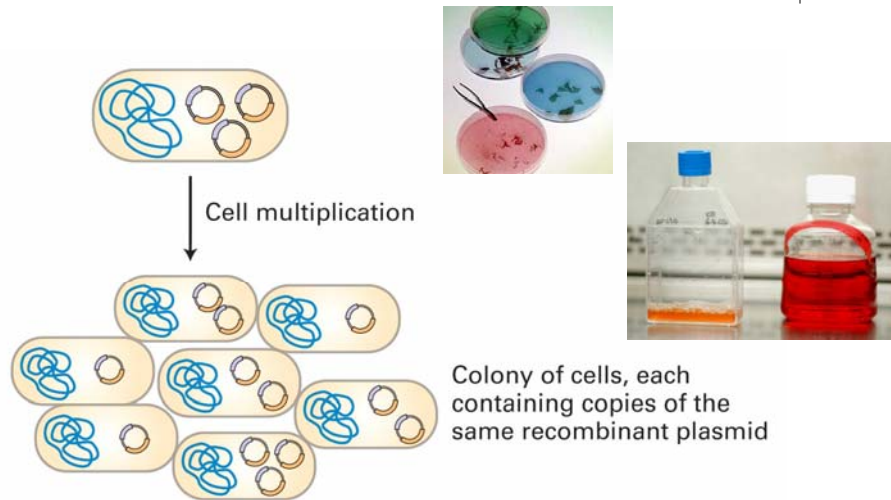 Cell multiplication
Colony of cells, each
containing copies of the
same recombinant plasmid